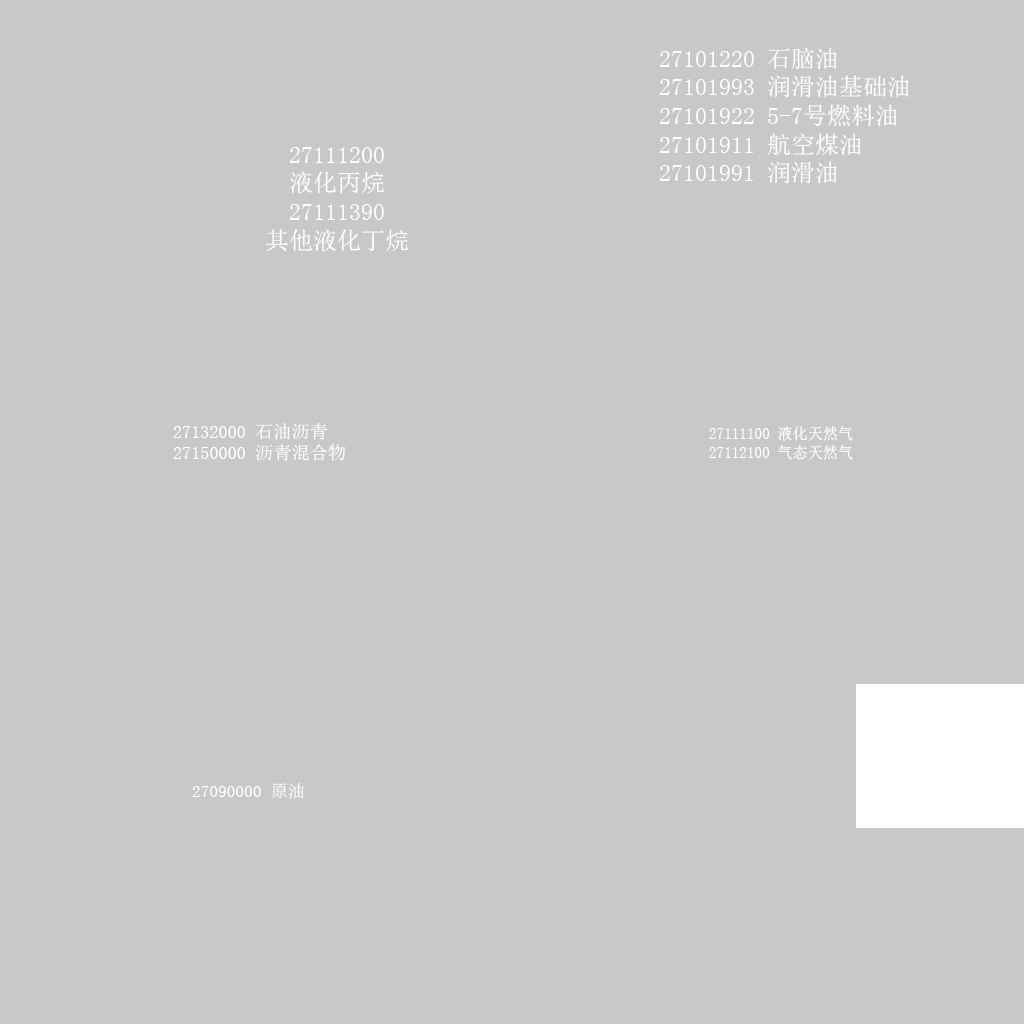 27101220 石脑油
27101993 润滑油基础油
27101922 5-7号燃料油
27101911 航空煤油
27101991 润滑油
27111200
液化丙烷
27111390
其他液化丁烷
27132000 石油沥青
27150000 沥青混合物
27111100 液化天然气
27112100 气态天然气
27090000 原油